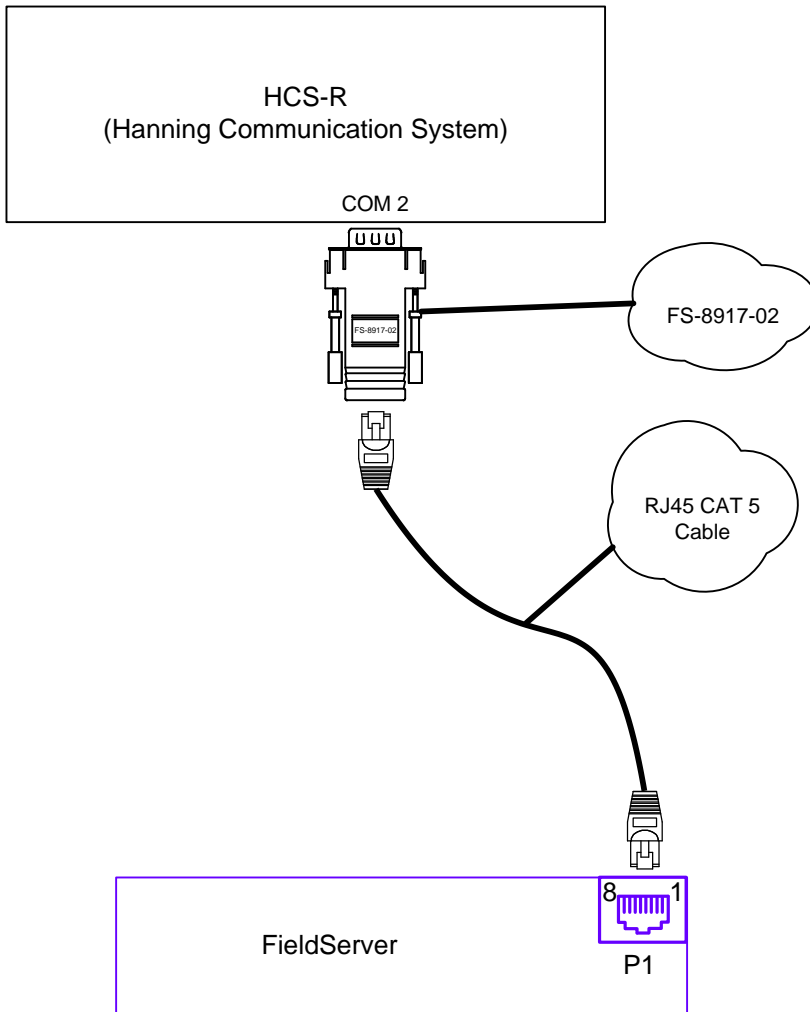 HCS-R
(Hanning Communication System)
COM 2
FS-8917-02
FS-8917-02
RJ45 CAT 5
Cable
8 1
FieldServer
P1